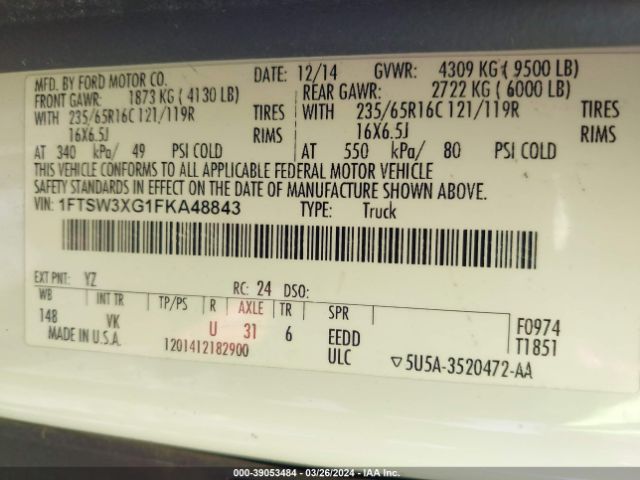 MFD. BY FORD MOTOR CO. DATE: 12/14 GVWR: 4309 KG ( 9500 LB)
FRONT GAWR: 1873 KG ( 4130 LB) REAR GAWR: 2722 KG ( 6000 LB)
WITH 235/65R16C 121/119R TIRES WITH 235/65R16C 121/119R TIRES
16X6.5J RIMS 16X6.5J RIMS
AT 340 kPa/ 49 PSI COLD AT 550 kPa/ 80 PSI COLD
THIS VEHICLE CONFORMS TO ALL APPLICABLE FEDERAL MOTOR VEHICLE
SAFETY STANDARDS IN EFFECT ON THE DATE OF MANUFACTURE SHOWN ABOVE.
VIN: 1FTSW3XG1FKA48843 TYPE: Truck
EXT PNT: YZ RC: 24 DSO:
WB INT TR TP/PS R AXLE TR SPR
148 VK U 31 6 EEDD F0974
MADE IN U.S.A. 1201412182900 ULC T1851
▽5U5A-3520472-AA
000-39053484 - 03/26/2024 - IAA Inc.